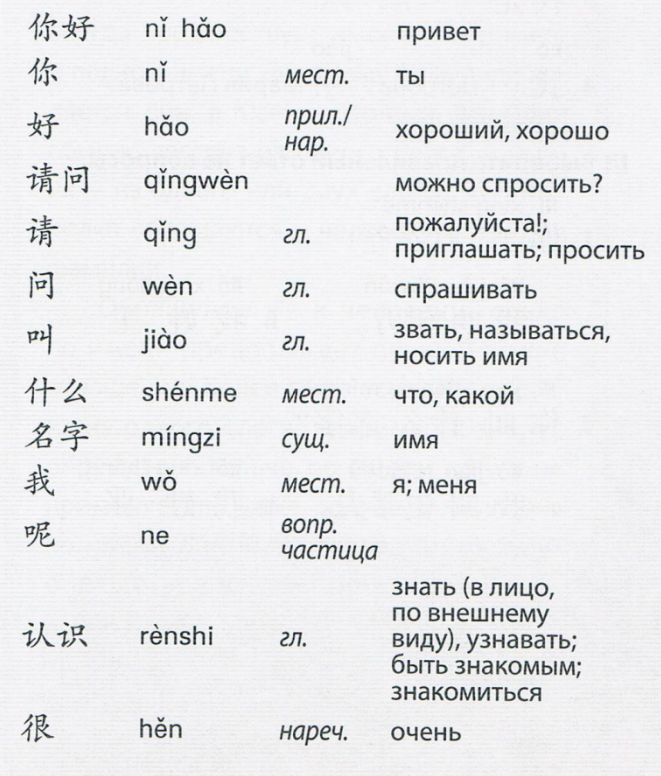 你好 nǐ hǎo привет
你 nǐ мест. ты
好 hǎo прил./
нар. хороший, хорошо
请问 qǐngwèn можно спросить?
请 qǐng гл. пожалуйста!;
приглашать; просить
问 wèn гл. спрашивать
叫 jiào гл. звать, называться,
носить имя
什么 shénme мест. что, какой
名字 míngzi сущ. имя
我 wǒ мест. я; меня
呢 ne вопр.
частица
знать (в лицо,
по внешнему
认识 rènshi гл. виду), узнавать;
быть знакомым;
знакомиться
很 hěn нареч. очень